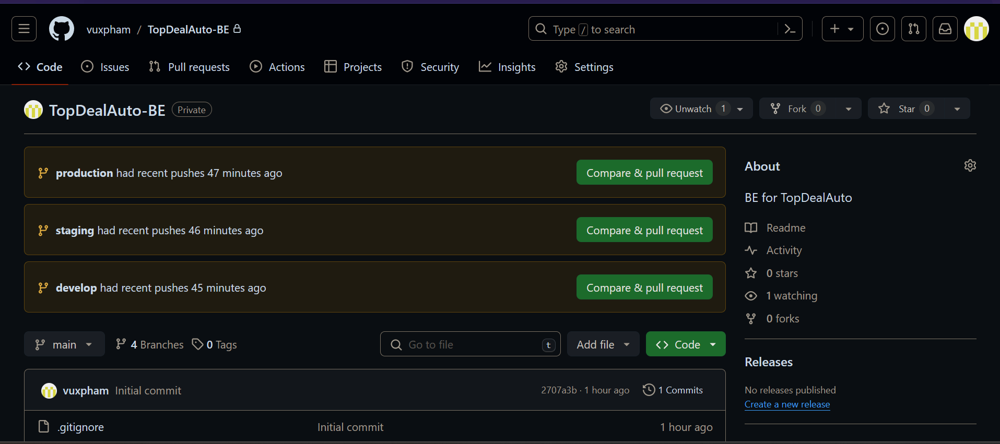 vuxpham / TopDealAuto-BE
Type / to search
Code Issues Pull requests Actions Projects Security Insights Settings
TopDealAuto-BE Private
Unwatch 1 Fork 0 Star 0
production had recent pushes 47 minutes ago Compare & pull request
staging had recent pushes 46 minutes ago Compare & pull request
develop had recent pushes 45 minutes ago Compare & pull request
main 4 Branches 0 Tags Go to file t Add file Code
vuxpham Initial commit 2707a3b · 1 hour ago 1 Commits
.gitignore Initial commit 1 hour ago
About
BE for TopDealAuto
Readme
Activity
0 stars
1 watching
0 forks
Releases
No releases published
Create a new release